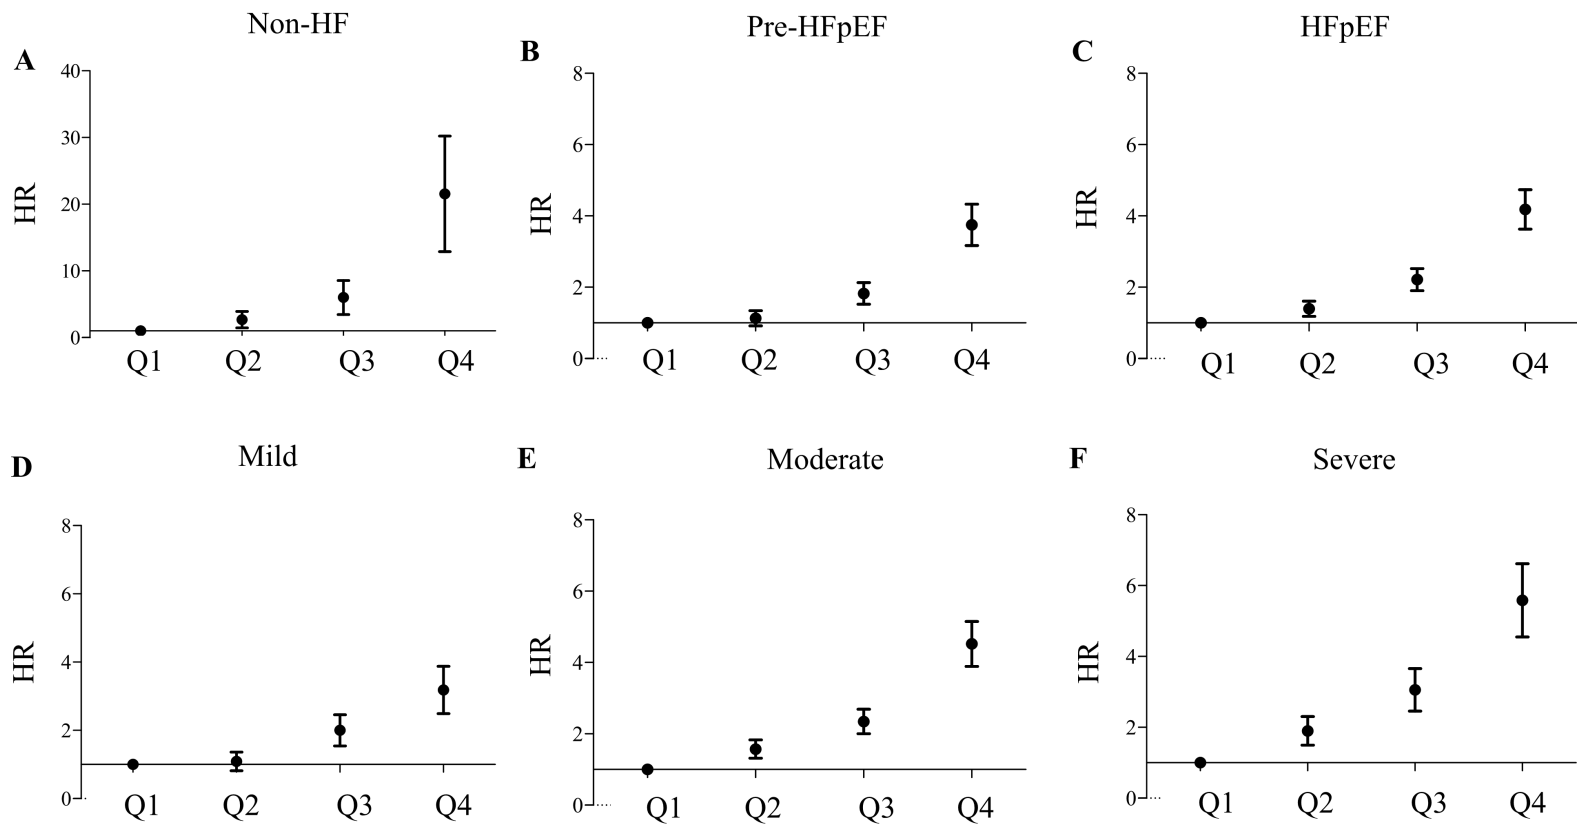 Non-HF
A
40
30
20
10
0
HR
Q1 Q2 Q3 Q4
Pre-HFpEF
B
8
6
4
2
0
HR
Q1 Q2 Q3 Q4
HFpEF
C
8
6
4
2
0
HR
Q1 Q2 Q3 Q4
Mild
D
8
6
4
2
0
HR
Q1 Q2 Q3 Q4
Moderate
E
8
6
4
2
0
HR
Q1 Q2 Q3 Q4
Severe
F
8
6
4
2
0
HR
Q1 Q2 Q3 Q4